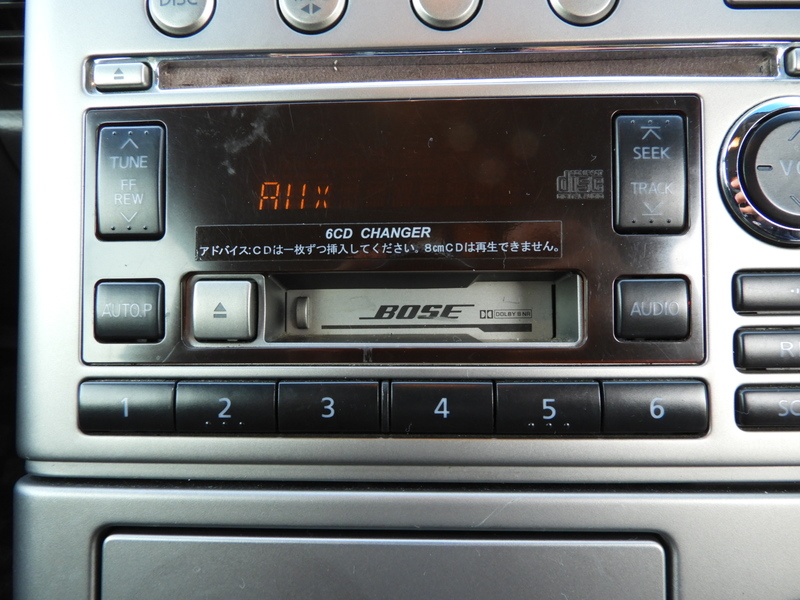 DISC
TUNE
FF
REW
SEEK
TRACK
disc
6CD CHANGER
アドバイス:CDは一枚ずつ挿入してください。8cmCDは再生できません。
AUTO.P
BOSE
DOLBY B NR
AUDIO
1 2 3 4 5 6